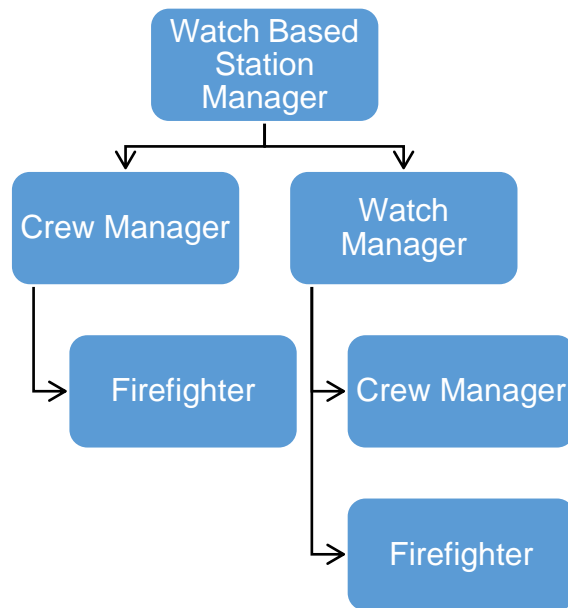 Watch Based
Station
Manager
Crew Manager
Watch
Manager
Firefighter
Crew Manager
Firefighter